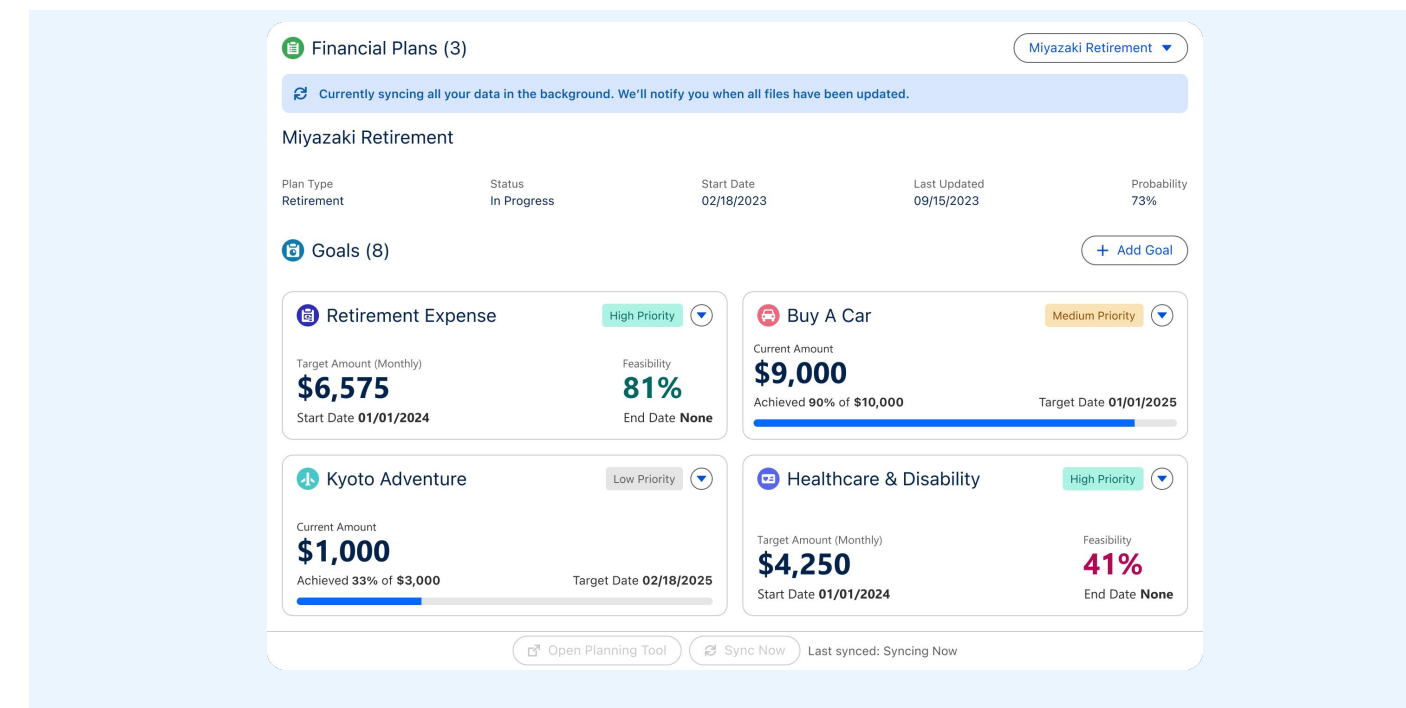 Financial Plans (3)
Miyazaki Retirement
Currently syncing all your data in the background. We’ll notify you when all files have been updated.
Miyazaki Retirement
Plan Type
Retirement
Status
In Progress
Start Date
02/18/2023
Last Updated
09/15/2023
Probability
73%
Goals (8)
+ Add Goal
Retirement Expense
High Priority
Target Amount (Monthly)
$6,575
Start Date 01/01/2024
Feasibility
81%
End Date None
Buy A Car
Medium Priority
Current Amount
$9,000
Achieved 90% of $10,000
Target Date 01/01/2025
Kyoto Adventure
Low Priority
Current Amount
$1,000
Achieved 33% of $3,000
Target Date 02/18/2025
Healthcare & Disability
High Priority
Target Amount (Monthly)
$4,250
Start Date 01/01/2024
Feasibility
41%
End Date None
Open Planning Tool
Sync Now
Last synced: Syncing Now